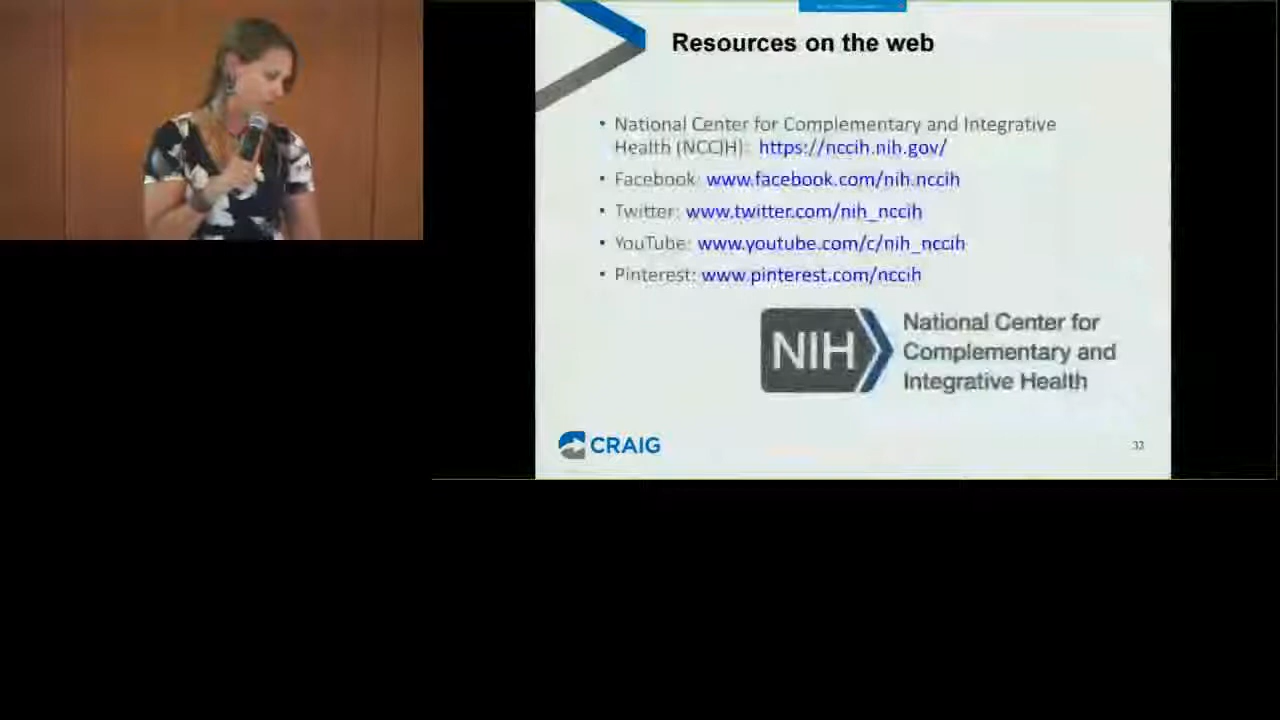 Resources on the web
• National Center for Complementary and Integrative
Health (NCCIH): https://nccih.nih.gov/
• Facebook: www.facebook.com/nih.nccih
• Twitter: www.twitter.com/nih_nccih
• YouTube: www.youtube.com/c/nih_nccih
• Pinterest: www.pinterest.com/nccih
NIH
National Center for
Complementary and
Integrative Health
CRAIG